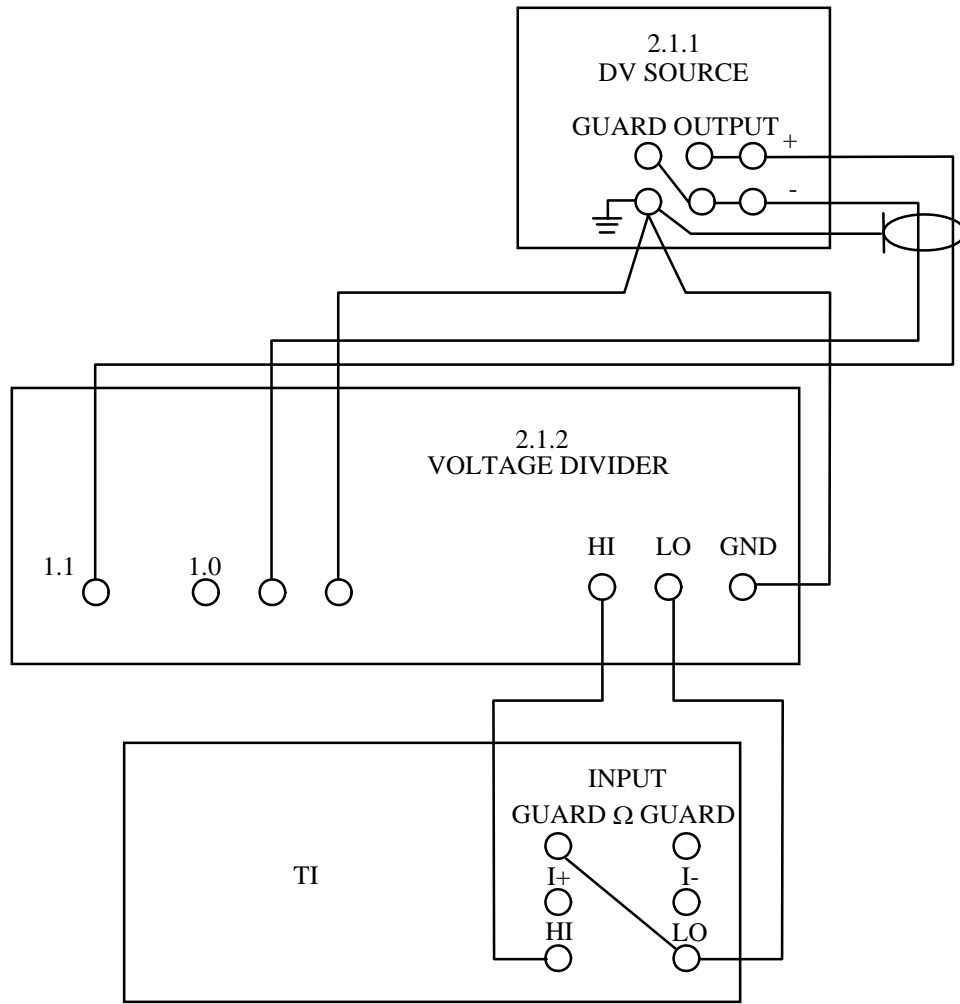 2.1.1
DV SOURCE
GUARD OUTPUT
+
-
2.1.2
VOLTAGE DIVIDER
1.1
1.0
HI LO GND
TI
INPUT
GUARD Ω GUARD
I+ I-
HI LO